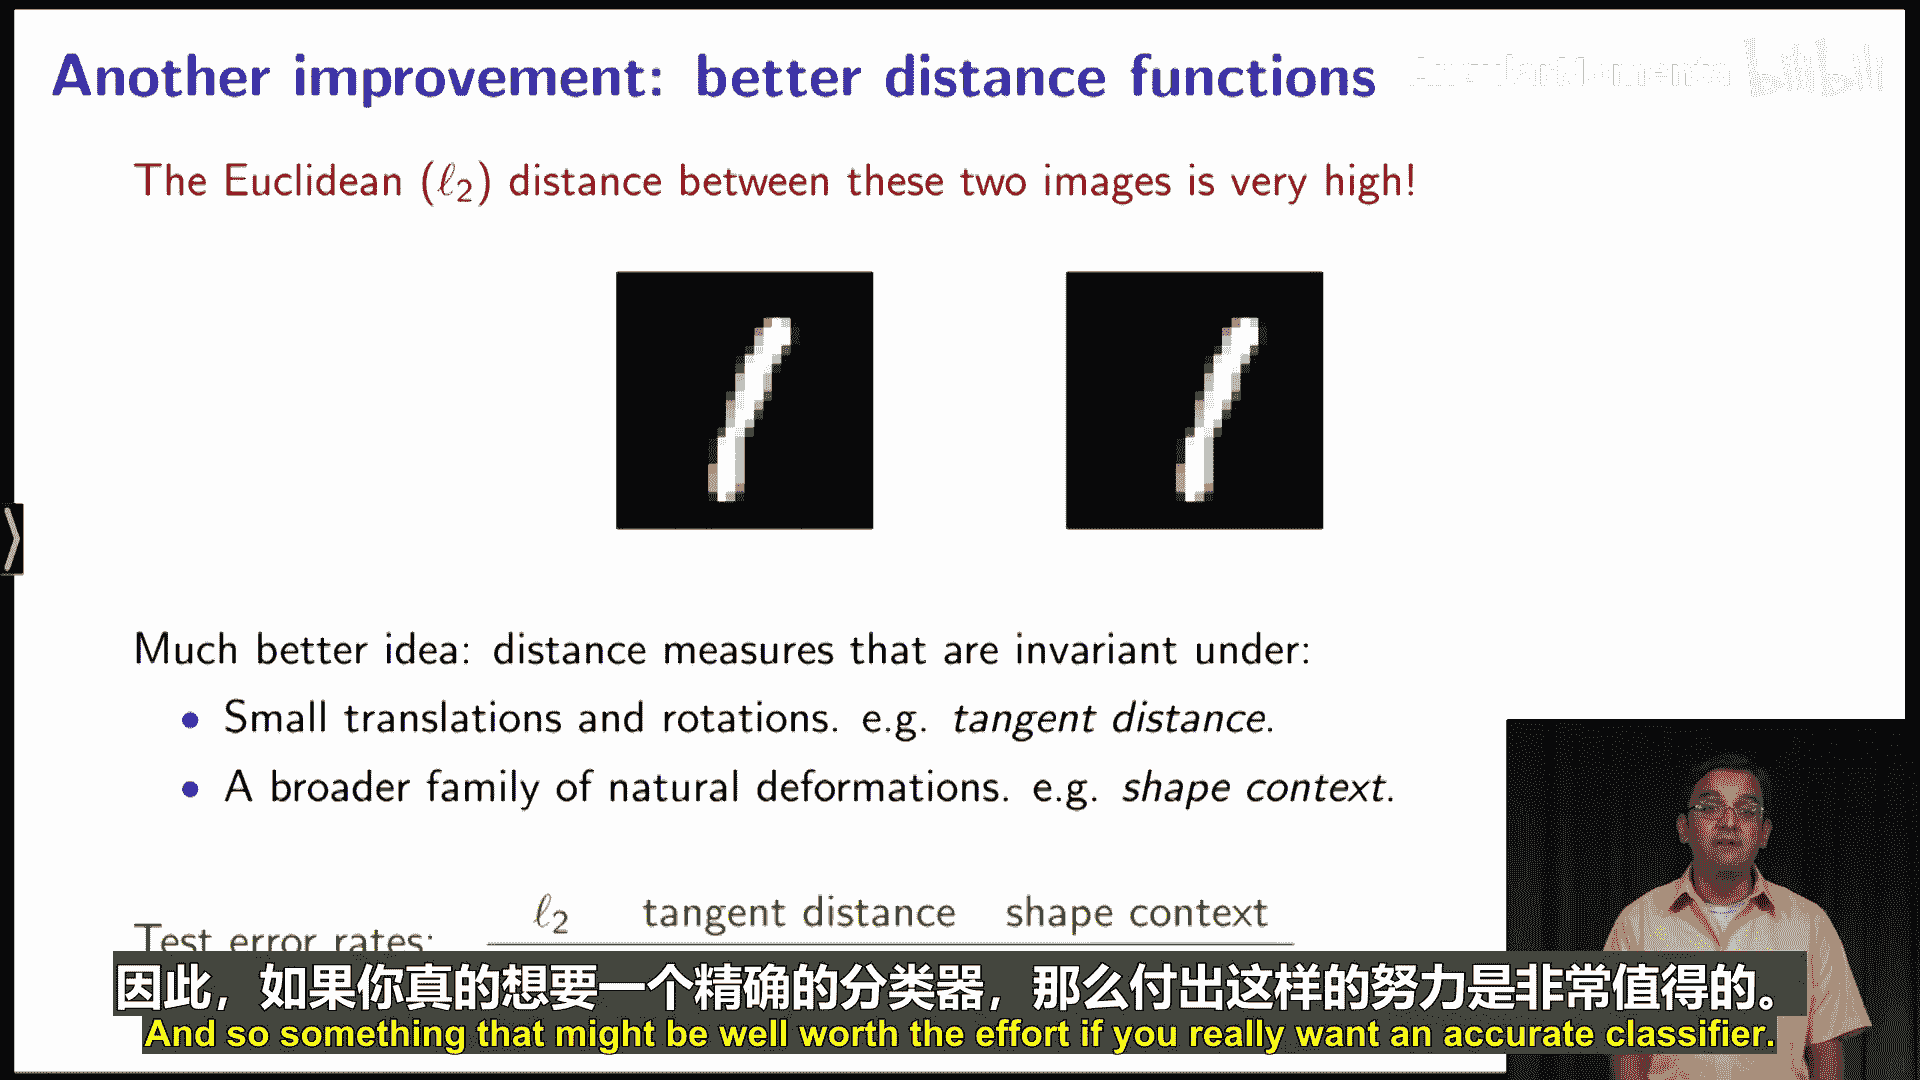 Another improvement: better distance functions
bilibili
The Euclidean (ℓ₂) distance between these two images is very high!
Much better idea: distance measures that are invariant under:
• Small translations and rotations. e.g. tangent distance.
• A broader family of natural deformations. e.g. shape context.
ℓ₂ tangent distance shape context
Test error rates:
因此，如果你真的想要一个精确的分类器，那么付出这样的努力是非常值得的。
And so something that might be well worth the effort if you really want an accurate classifier.